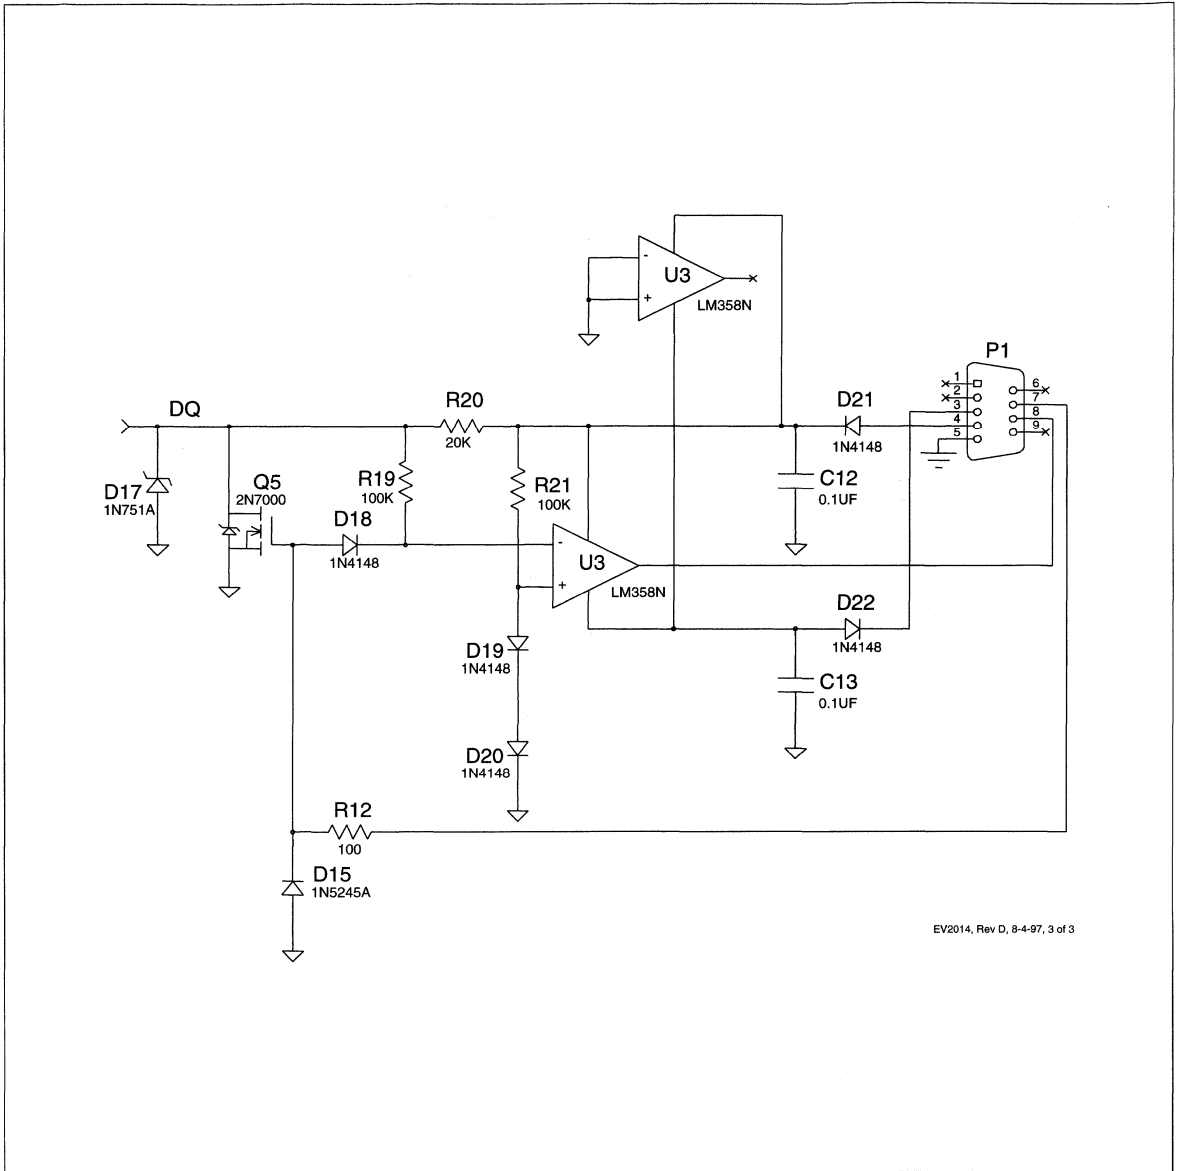 -
U3
+
LM358N
P1
1
2
3
4
5
6
7
8
9
DQ
R20
20K
D21
1N4148
D17
1N751A
Q5
2N7000
R19
100K
R21
100K
C12
0.1UF
D18
1N4148
-
U3
+
LM358N
D22
1N4148
D19
1N4148
C13
0.1UF
D20
1N4148
R12
100
D15
1N5245A
EV2014, Rev D, 8-4-97, 3 of 3